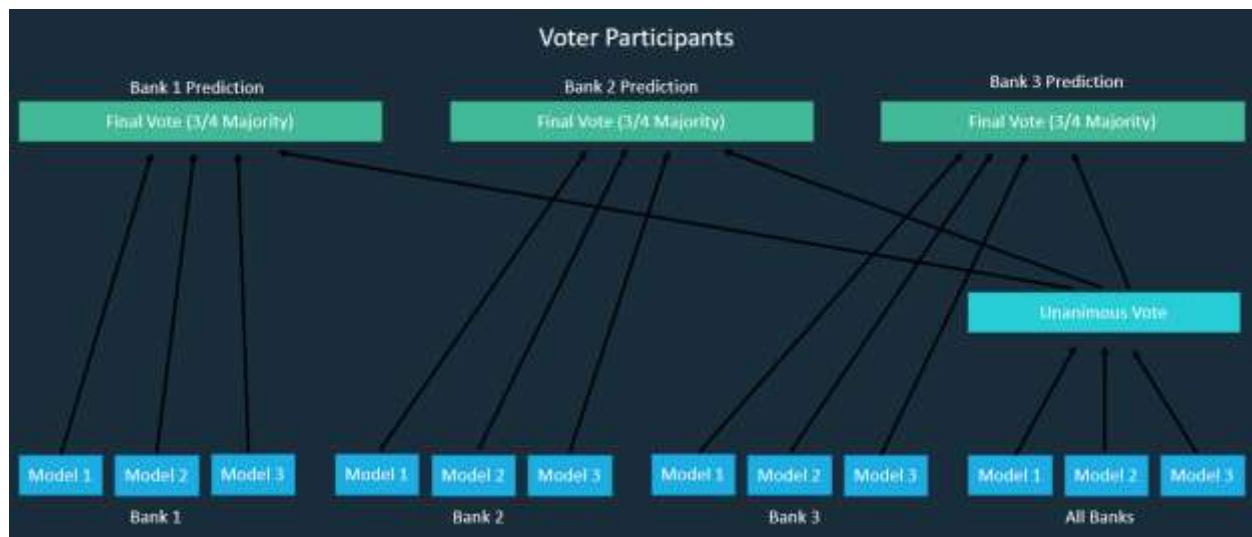 Voter Participants
Bank 1 Prediction
Bank 2 Prediction
Bank 3 Prediction
Final Vote (3/4 Majority)
Final Vote (3/4 Majority)
Final Vote (3/4 Majority)
Unanimous Vote
Model 1
Model 2
Model 3
Model 1
Model 2
Model 3
Model 1
Model 2
Model 3
Model 1
Model 2
Model 3
Bank 1
Bank 2
Bank 3
All Banks